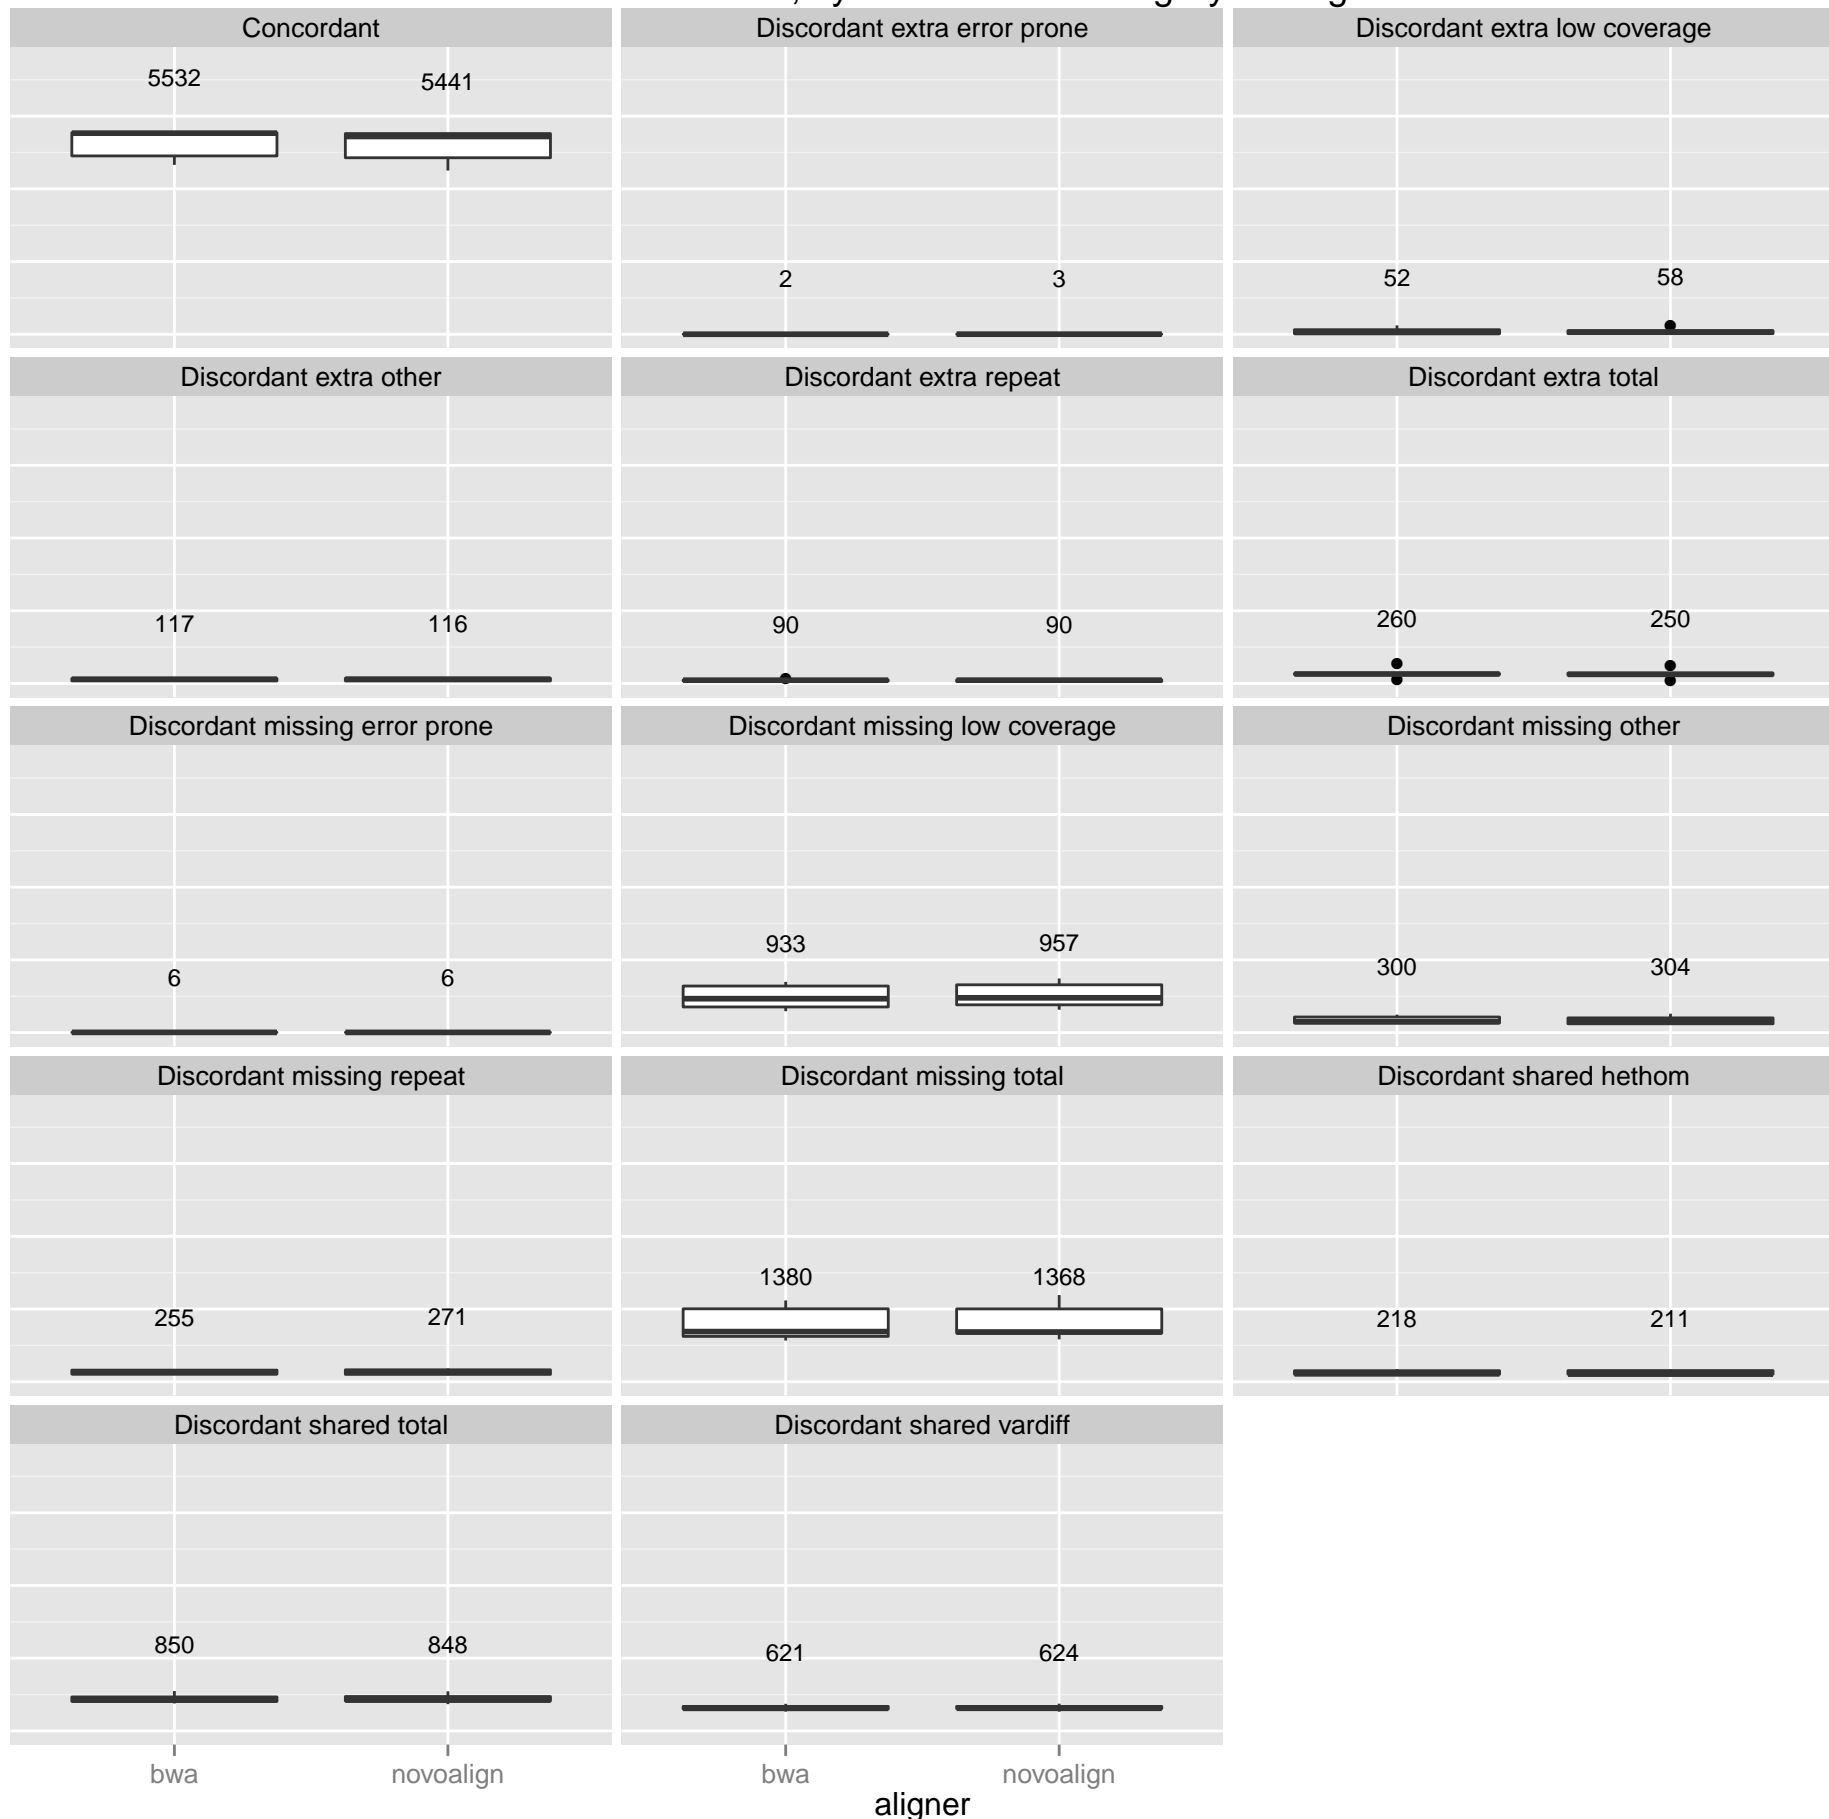 Concordant Discordant extra error prone Discordant extra low coverage
5532 5441
2 3 52 58
Discordant extra other Discordant extra repeat Discordant extra total
117 116 90 90 260 250
Discordant missing error prone Discordant missing low coverage Discordant missing other
6 6 933 957 300 304
Discordant missing repeat Discordant missing total Discordant shared hethom
255 271 1380 1368 218 211
Discordant shared total Discordant shared vardiff
850 848 621 624
bwa novoalign bwa novoalign
aligner